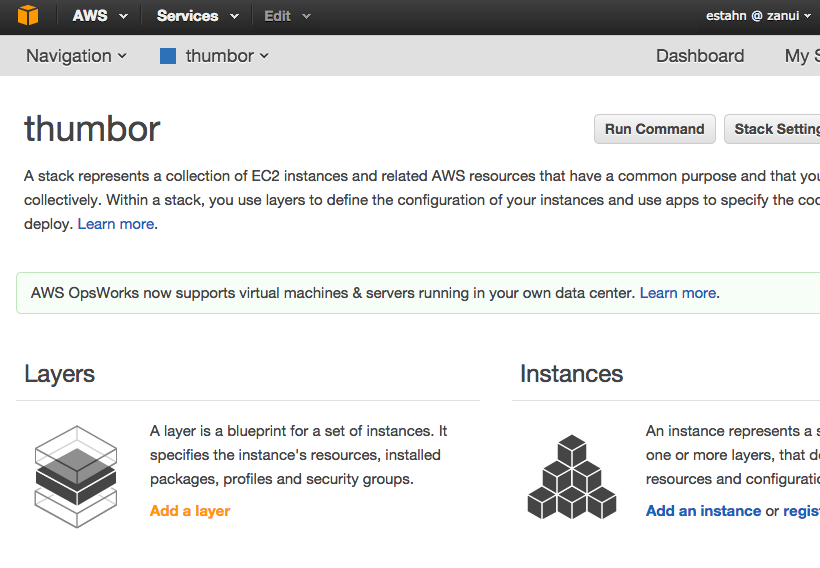 AWS Services Edit estahn @ zanui
Navigation thumbor Dashboard My
thumbor
Run Command Stack
A stack represents a collection of EC2 instances and related AWS resources that have a common purpose and that
collectively. Within a stack, you use layers to define the configuration of your instances and use apps to specify the
deploy. Learn more.
AWS OpsWorks now supports virtual machines & servers running in your own data center. Learn more.
Layers
Instances
A layer is a blueprint for a set of instances. It
specifies the instance's resources, installed
packages, profiles and security groups.
Add a layer
An instance represents a
one or more layers, that
resources and
Add an instance or